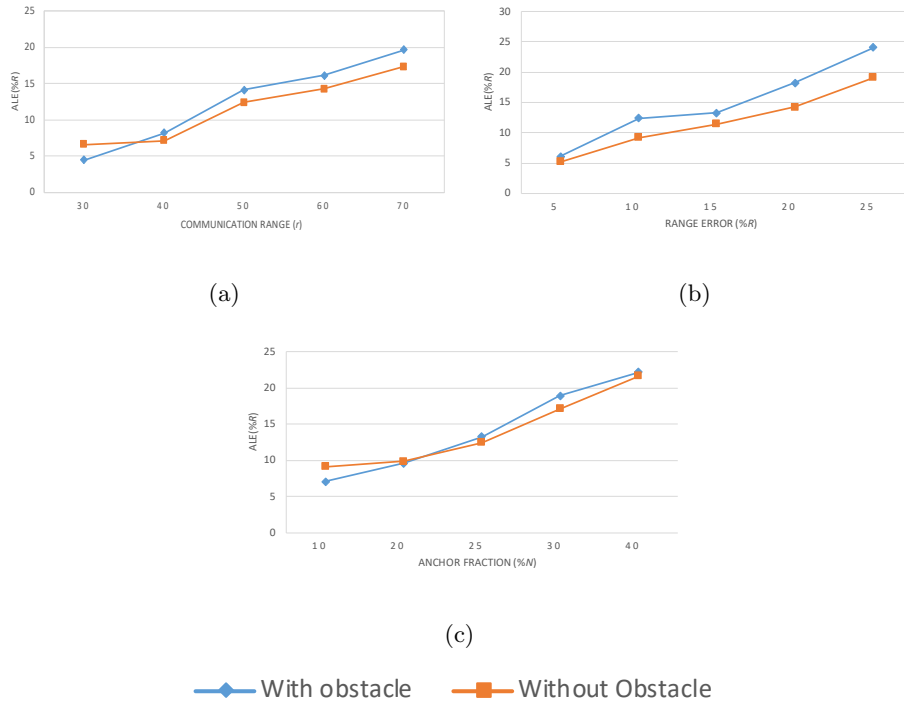 25
20
15
10
5
0
ALE(%R)
30 40 50 60 70
COMMUNICATION RANGE (r)
(a)
30
25
20
15
10
5
0
ALE(%R)
5 10 15 20 25
RANGE ERROR (%R)
(b)
25
20
15
10
5
0
ALE(%R)
10 20 25 30 40
ANCHOR FRACTION (%N)
(c)
With obstacle Without Obstacle